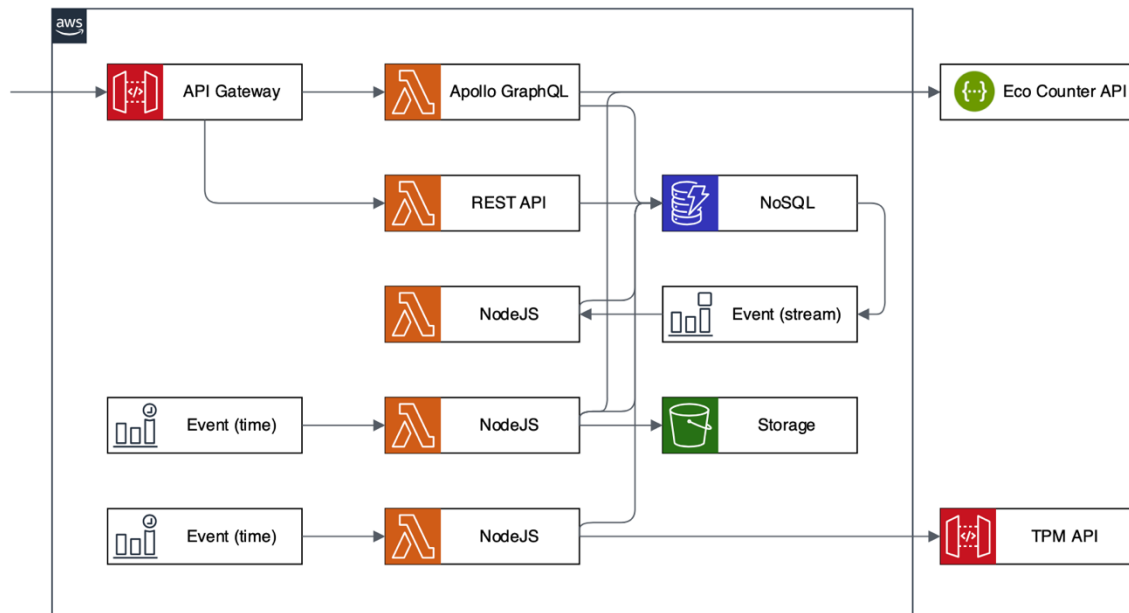 aws
API Gateway
Apollo GraphQL
Eco Counter API
REST API
NoSQL
NodeJS
Event (stream)
Event (time)
NodeJS
Storage
Event (time)
NodeJS
TPM API